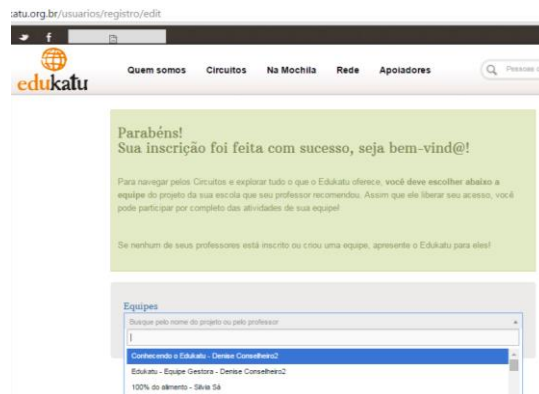 katu.org.br/usuarios/registro/edit
edukatu
Quem somos Circuitos Na Mochila Rede Apoiadores Pessoas
Parabéns!
Sua inscrição foi feita com sucesso, seja bem-vind@!
Para navegar pelos Circuitos e explorar tudo o que o Edukatu oferece, você deve escolher abaixo a
equipe do projeto da sua escola que seu professor recomendou. Assim que ele liberar seu acesso, você
pode participar por completo das atividades de sua equipe!
Se nenhum de seus professores está inscrito ou criou uma equipe, apresente o Edukatu para eles!
Equipes
Busque pelo nome do projeto ou pelo professor
Conhecendo o Edukatu - Denise Conselheiro2
Edukatu - Equipe Gestora - Denise Conselheiro2
100% do alimento - Silvia Sá